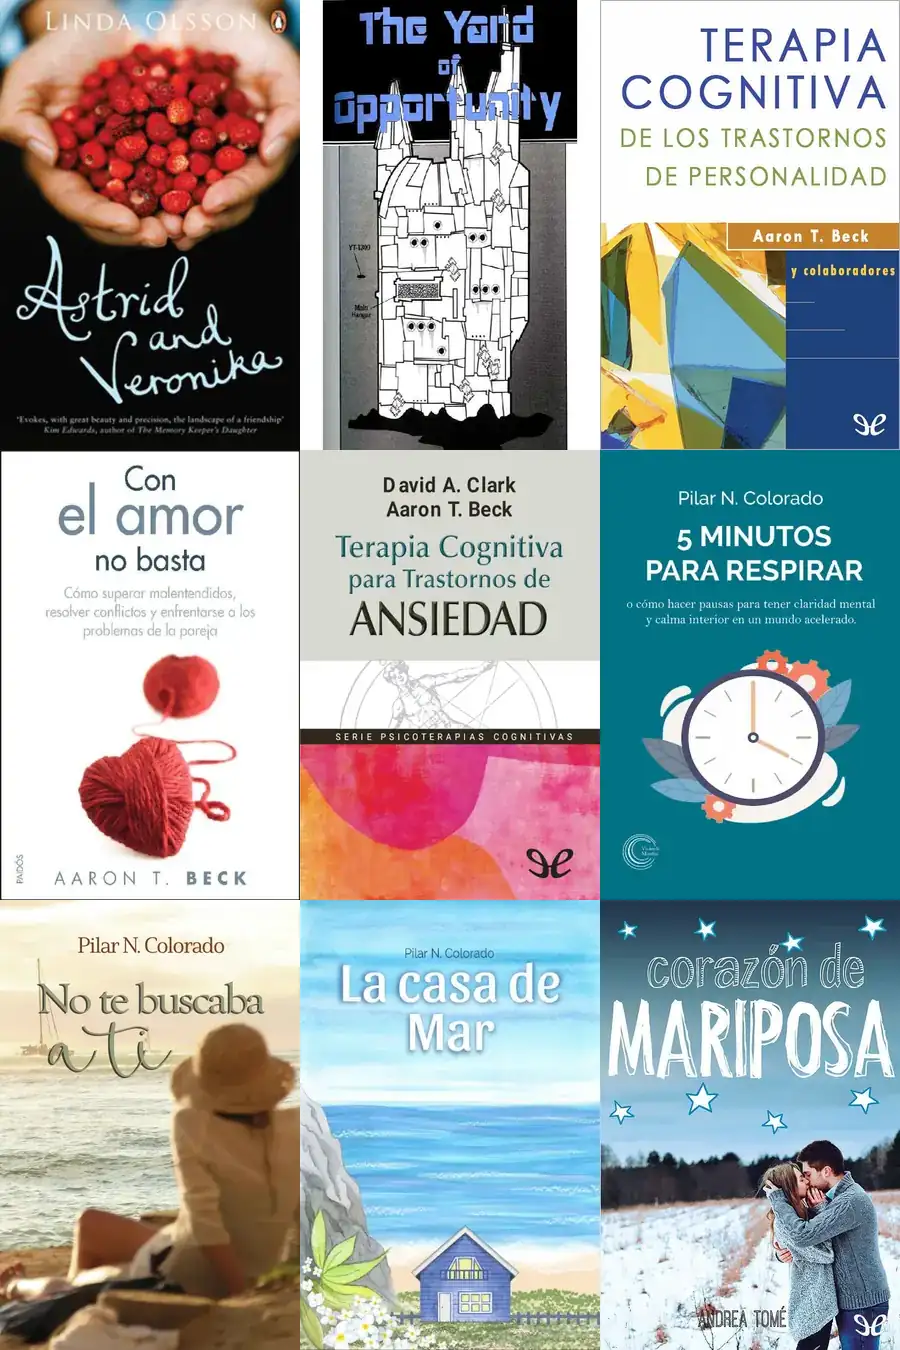 LINDA OLSSON
Astrid
and
Veronika
'Evokes, with great beauty and precision, the landscape of a friendship'
Kim Edwards, author of The Memory Keeper's Daughter
The Yard
of
Opportunity
YT-1300
Main
Hangar
TERAPIA
COGNITIVA
DE LOS TRASTORNOS
DE PERSONALIDAD
Aaron T. Beck
y colaboradores
Con
el amor
no basta
Cómo superar malentendidos,
resolver conflictos y enfrentarse a los
problemas de la pareja
PAIDÓS
AARON T. BECK
David A. Clark
Aaron T. Beck
Terapia Cognitiva
para Trastornos de
ANSIEDAD
SERIE PSICOTERAPIAS COGNITIVAS
Pilar N. Colorado
5 MINUTOS
PARA RESPIRAR
o cómo hacer pausas para tener claridad mental
y calma interior en un mundo acelerado.
Pilar N. Colorado
No te buscaba
a ti
Pilar N. Colorado
La casa de
Mar
corazón de
MARIPOSA
ANDREA TOMÉ